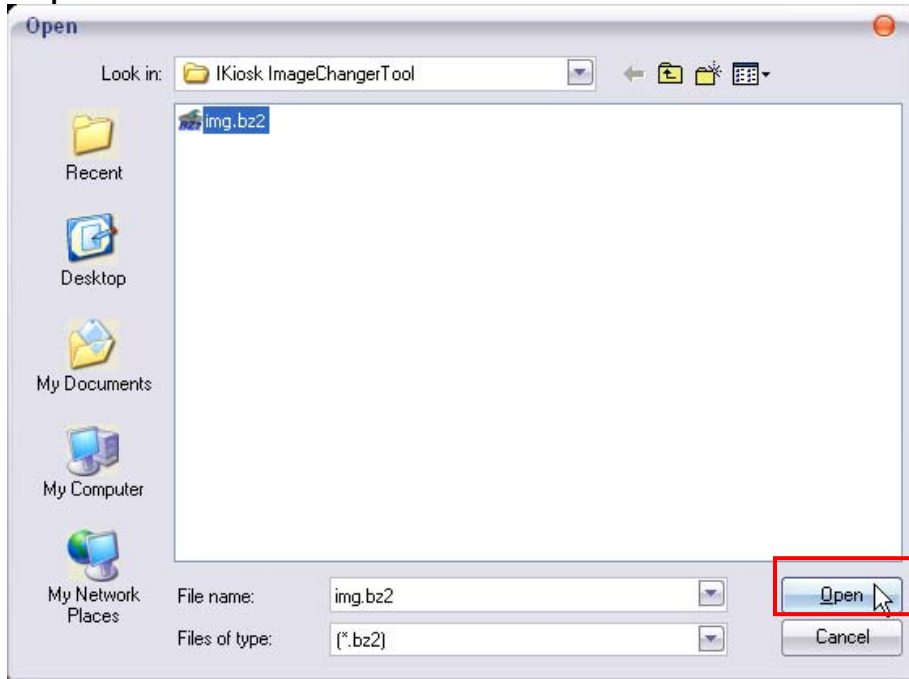 Open
Look in:
IKiosk ImageChangerTool
img.bz2
Recent
Desktop
My Documents
My Computer
My Network
Places
File name:
img.bz2
Open
Files of type:
(*.bz2)
Cancel